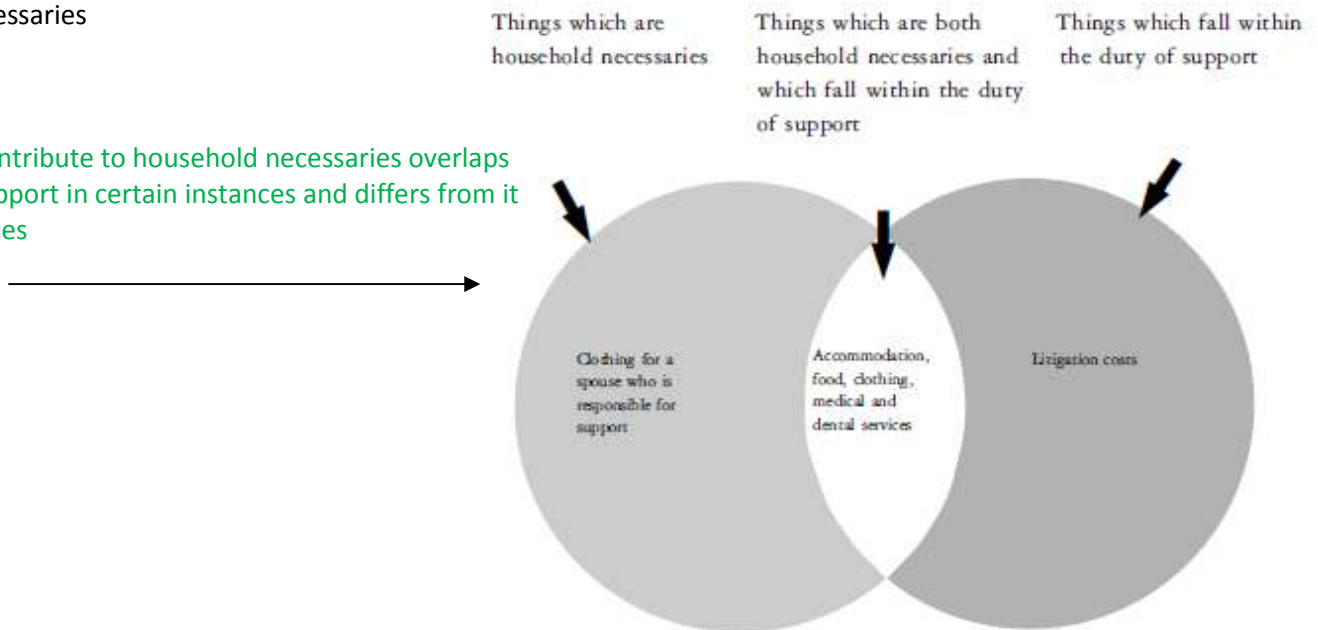 essaries
ntribute to household necessaries overlaps
pport in certain instances and differs from it
ces
Things which are
household necessaries
Things which are both
household necessaries and
which fall within the duty
of support
Things which fall within
the duty of support
Clothing for a
spouse who is
responsible for
support
Accommodation,
food, clothing,
medical and
dental services
Litigation costs